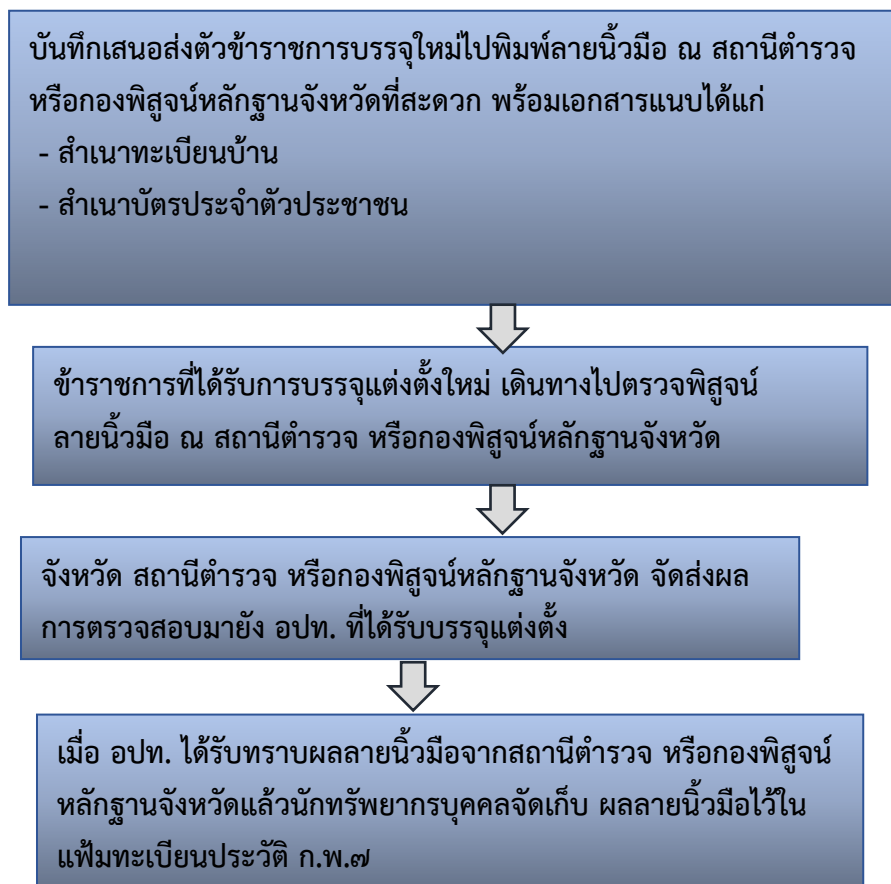 บันทึกเสนอส่งตัวข้าราชการบรรจุใหม่ไปพิมพ์ลายนิ้วมือ ณ สถานีตำรวจ
หรือกองพิสูจน์หลักฐานจังหวัดที่สะดวก พร้อมเอกสารแนบได้แก่
- สำเนาทะเบียนบ้าน
- สำเนาบัตรประจำตัวประชาชน
ข้าราชการที่ได้รับการบรรจุแต่งตั้งใหม่ เดินทางไปตรวจพิสูจน์
ลายนิ้วมือ ณ สถานีตำรวจ หรือกองพิสูจน์หลักฐานจังหวัด
จังหวัด สถานีตำรวจ หรือกองพิสูจน์หลักฐานจังหวัด จัดส่งผล
การตรวจสอบมายัง อปท. ที่ได้รับบรรจุแต่งตั้ง
เมื่อ อปท. ได้รับทราบผลลายนิ้วมือจากสถานีตำรวจ หรือกองพิสูจน์
หลักฐานจังหวัดแล้วนักทรัพยากรบุคคลจัดเก็บ ผลลายนิ้วมือไว้ใน
แฟ้มทะเบียนประวัติ ก.พ.๗